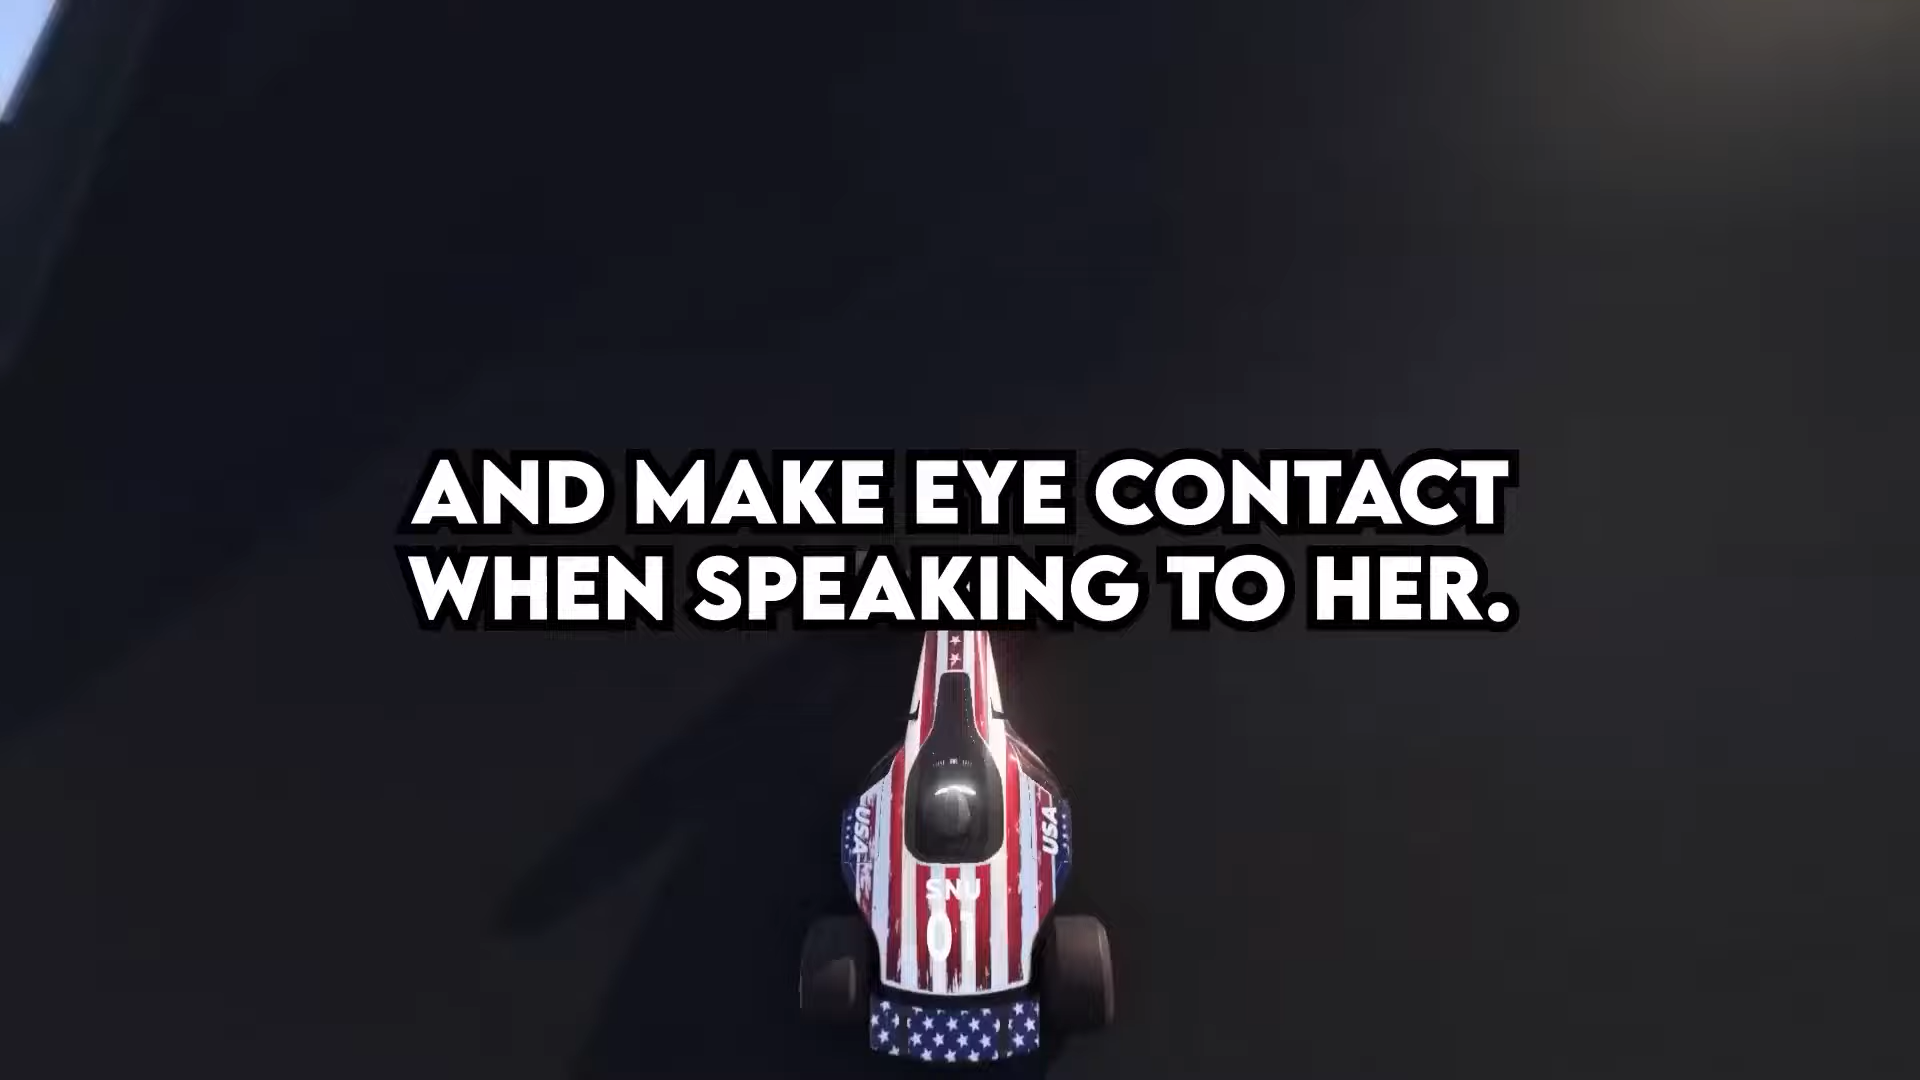 AND MAKE EYE CONTACT
WHEN SPEAKING TO HER.
USA
USA
SNU
01